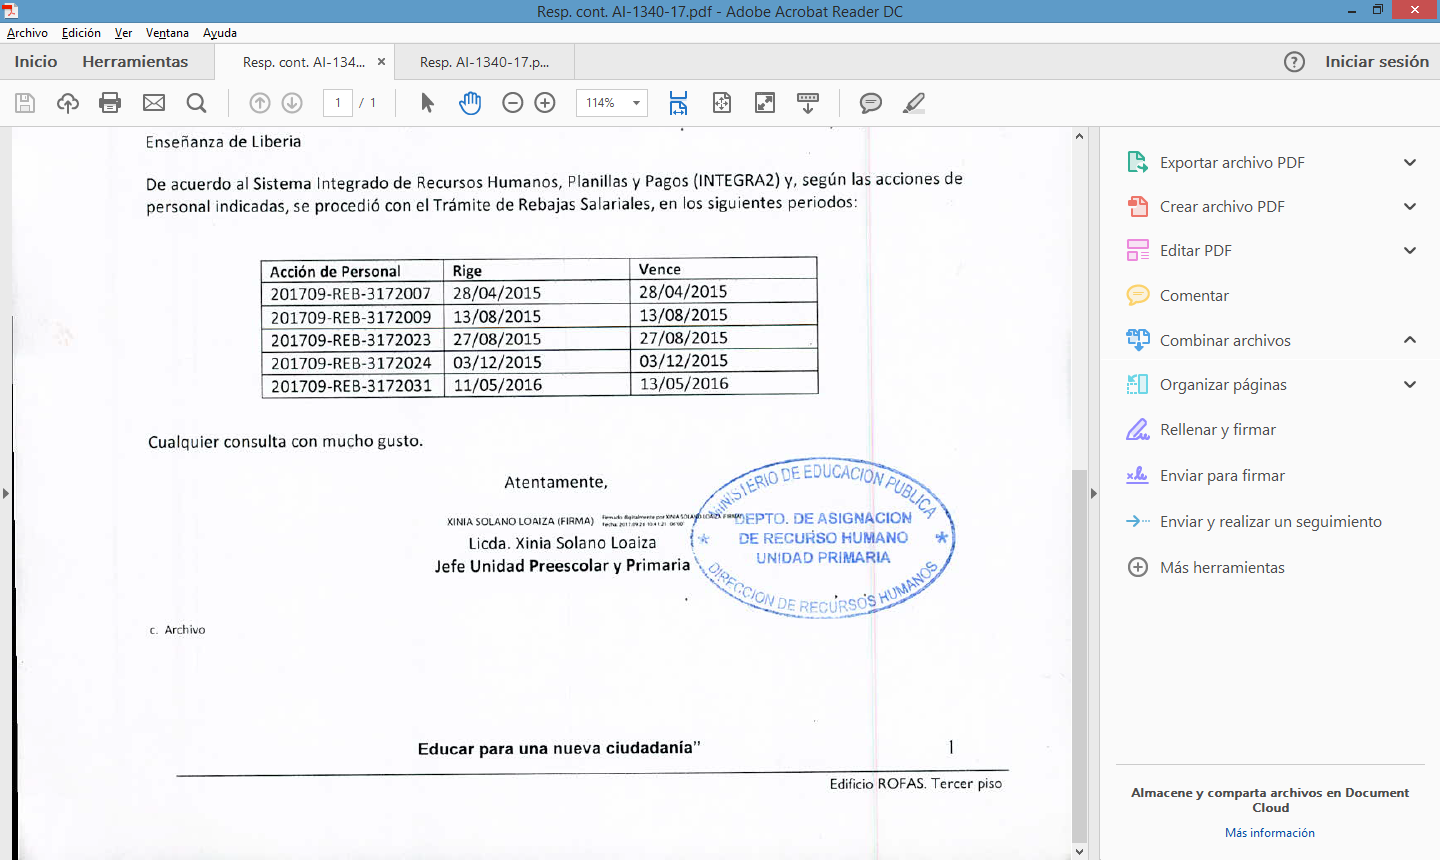 Resp. cont. AI-1340-17.pdf - Adobe Acrobat Reader DC
Archivo Edición Ver Ventana Ayuda
Inicio Herramientas Resp. cont. AI-134... × Resp. AI-1340-17.p... Iniciar sesión
1 / 1 114%
Enseñanza de Liberia
De acuerdo al Sistema Integrado de Recursos Humanos, Planillas y Pagos (INTEGRA2) y, según las acciones de
personal indicadas, se procedió con el Trámite de Rebajas Salariales, en los siguientes periodos:
Acción de Personal Rige Vence
201709-REB-3172007 28/04/2015 28/04/2015
201709-REB-3172009 13/08/2015 13/08/2015
201709-REB-3172023 27/08/2015 27/08/2015
201709-REB-3172024 03/12/2015 03/12/2015
201709-REB-3172031 11/05/2016 13/05/2016
Cualquier consulta con mucho gusto.
Atentamente,
XINIA SOLANO LOAIZA (FIRMA) Firmado digitalmente por XINIA SOLANO LOAIZA (FIRMA)
Licda. Xinia Solano Loaiza
Jefe Unidad Preescolar y Primaria
MINISTERIO DE EDUCACION PUBLICA
DEPTO. DE ASIGNACION
DE RECURSO HUMANO
UNIDAD PRIMARIA
DIRECCION DE RECURSOS HUMANOS
c. Archivo
Educar para una nueva ciudadanía”
1
Edificio ROFAS. Tercer piso
Exportar archivo PDF
Crear archivo PDF
Editar PDF
Comentar
Combinar archivos
Organizar páginas
Rellenar y firmar
Enviar para firmar
Enviar y realizar un seguimiento
Más herramientas
Almacene y comparta archivos en Document
Cloud
Más información